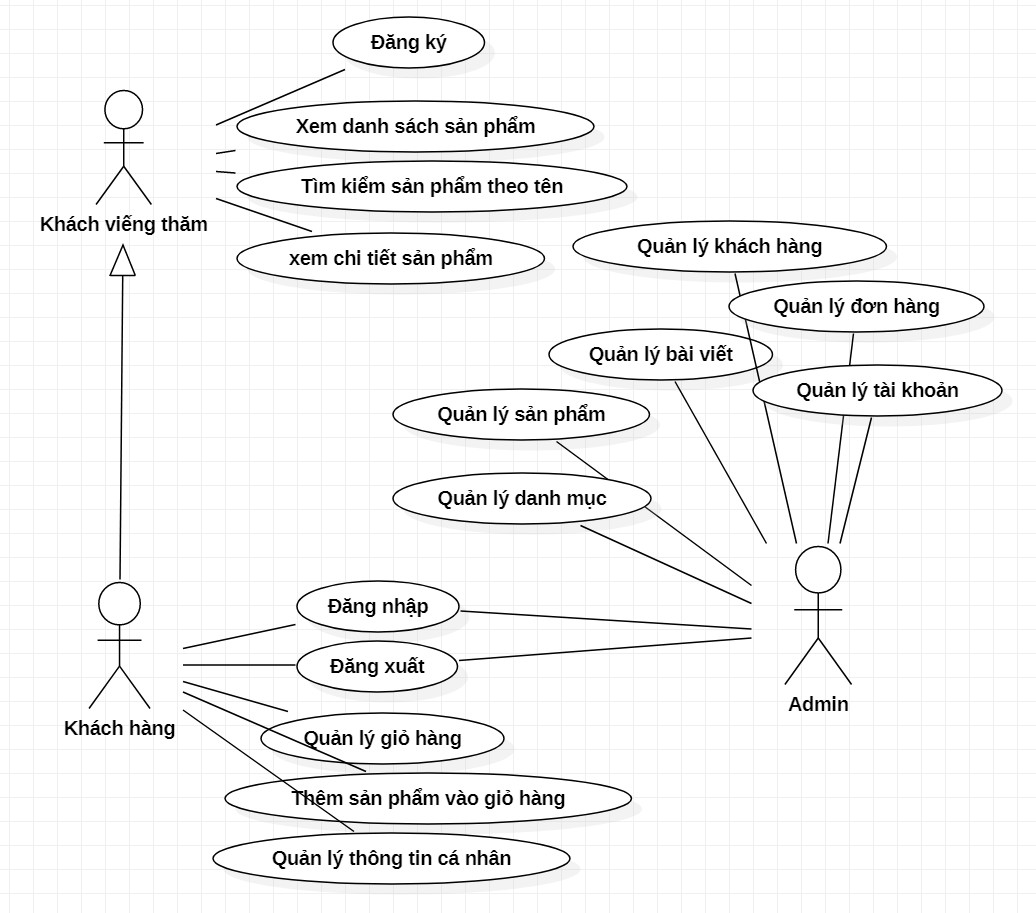 Đăng ký
Xem danh sách sản phẩm
Tìm kiểm sản phẩm theo tên
Khách viếng thăm
xem chi tiết sản phẩm
Quản lý khách hàng
Quản lý đơn hàng
Quản lý bài viết
Quản lý tài khoản
Quản lý sản phẩm
Quản lý danh mục
Đăng nhập
Đăng xuất
Admin
Khách hàng
Quản lý giỏ hàng
Thêm sản phẩm vào giỏ hàng
Quản lý thông tin cá nhân